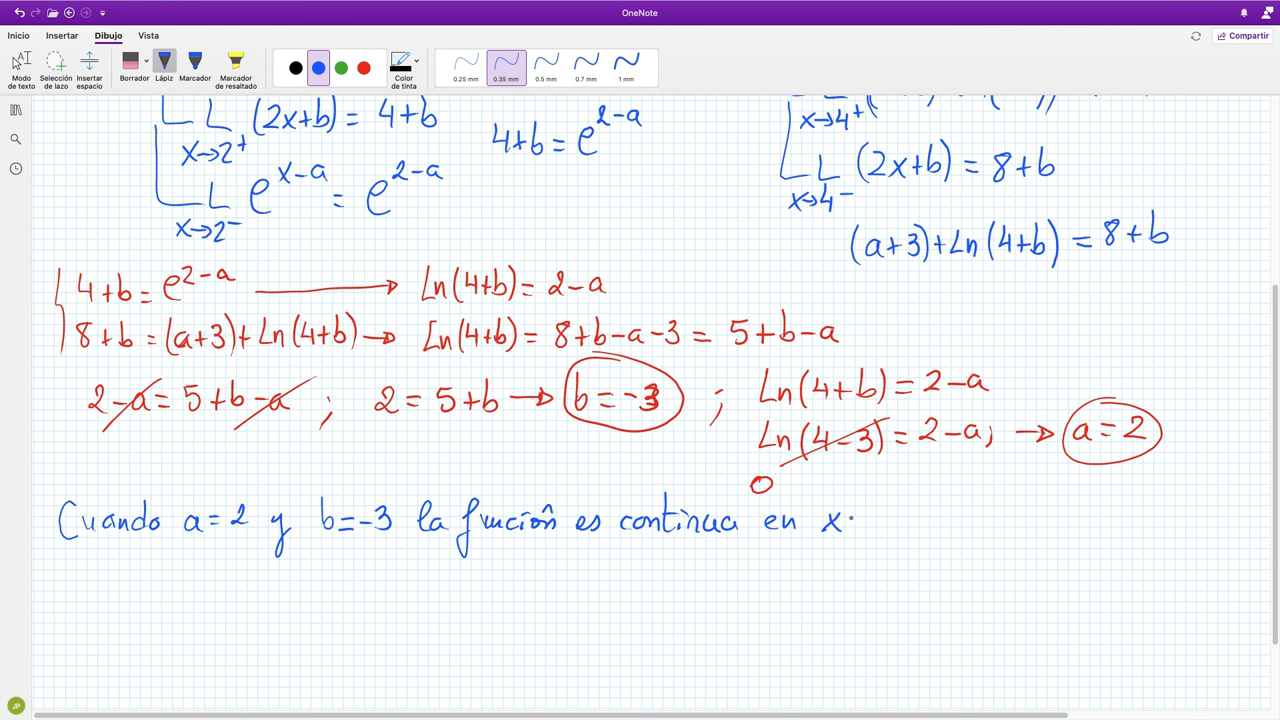 OneNote
Inicio Insertar Dibujo Vista
Compartir
Modo de texto
Selección de lazo
Insertar espacio
Borrador
Lápiz
Marcador
Marcador de resaltado
Color de tinta
0.25 mm
0.35 mm
0.5 mm
0.7 mm
1 mm
L (2x+b) = 4+b
x→2⁺
4+b = e^{2-a}
L e^{x-a} = e^{2-a}
x→2⁻
x→4⁺
L (2x+b) = 8+b
x→4⁻
(a+3)+Ln(4+b) = 8+b
4+b = e^{2-a} → Ln(4+b) = 2-a
8+b = (a+3)+Ln(4+b) → Ln(4+b) = 8+b-a-3 = 5+b-a
2-a = 5+b-a ; 2 = 5+b → b = -3 ; Ln(4+b) = 2-a
Ln(4-3) = 2-a; → a = 2
0
Cuando a=2 y b=-3 la función es continua en x
JP